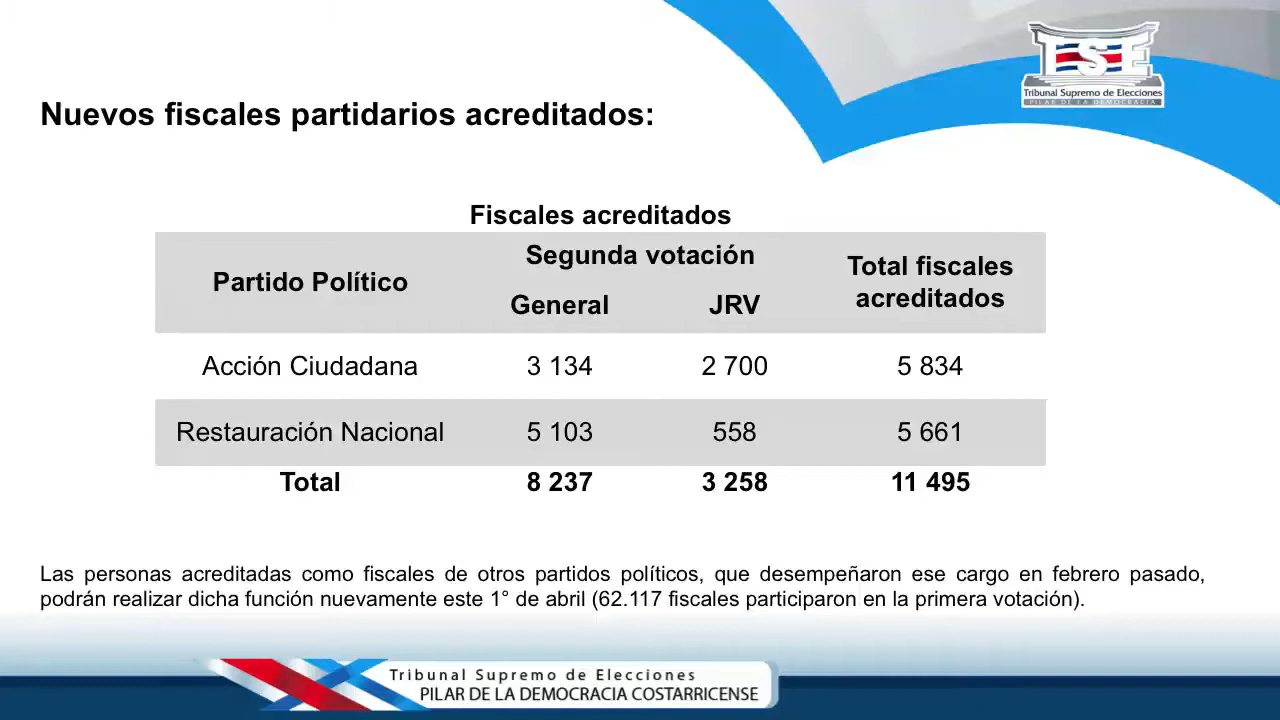 TSE
Tribunal Supremo de Elecciones
PILAR DE LA DEMOCRACIA
Nuevos fiscales partidarios acreditados:
Fiscales acreditados
Partido Político
Segunda votación
Total fiscales
acreditados
General JRV
Acción Ciudadana 3 134 2 700 5 834
Restauración Nacional 5 103 558 5 661
Total 8 237 3 258 11 495
Las personas acreditadas como fiscales de otros partidos políticos, que desempeñaron ese cargo en febrero pasado,
podrán realizar dicha función nuevamente este 1° de abril (62.117 fiscales participaron en la primera votación).
Tribunal Supremo de Elecciones
PILAR DE LA DEMOCRACIA COSTARRICENSE